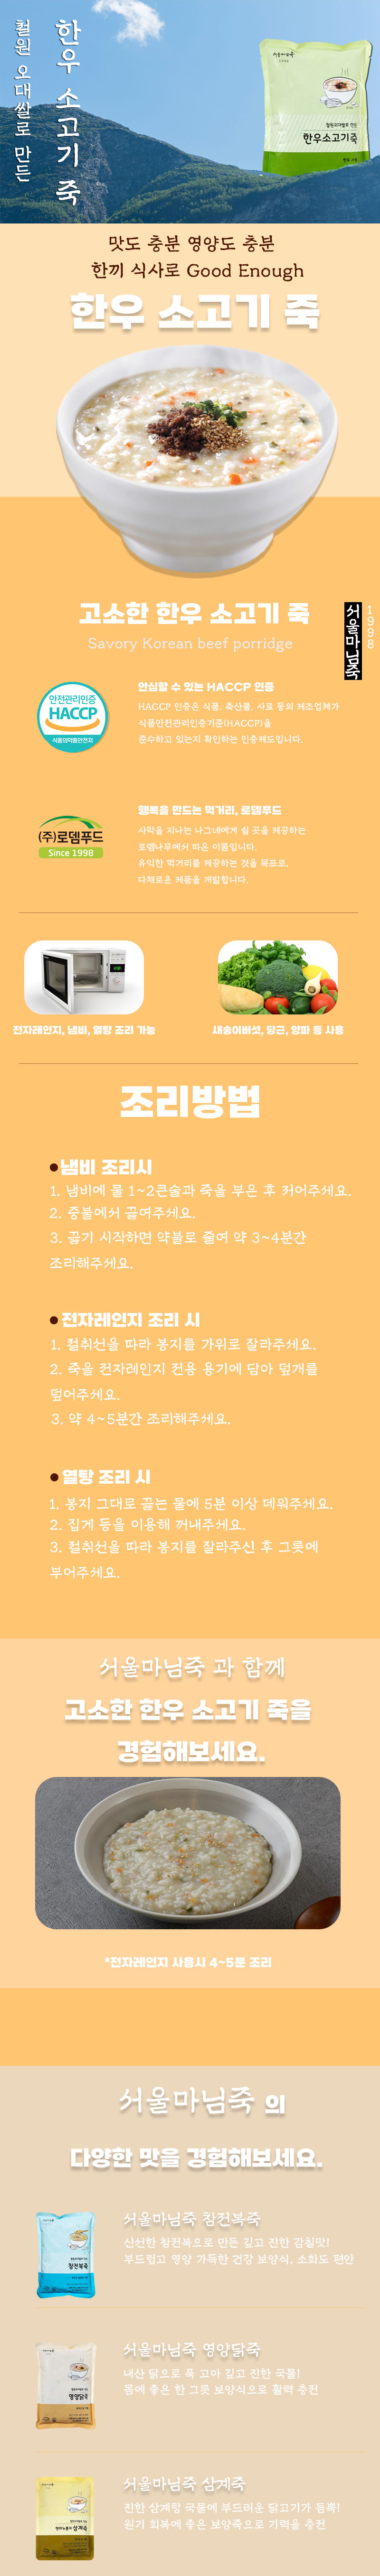 철원 오대쌀로 만든
한우 소고기 죽
서울마님죽
철원오대쌀로 만든
한우소고기죽
맛도 충분 영양도 충분
한끼 식사로 Good Enough
한우 소고기 죽
고소한 한우 소고기 죽
Savory Korean beef porridge
서울마님죽
1998
안전관리인증
HACCP
식품의약품안전처
안심할 수 있는 HACCP 인증
HACCP 인증은 식품, 축산물, 사료 등의 제조업체가
식품안전관리인증기준(HACCP)을
준수하고 있는지 확인하는 인증제도입니다.
(주)로뎀푸드
Since 1998
행복을 만드는 먹거리, 로뎀푸드
사막을 지나는 나그네에게 쉴 곳을 제공하는
로뎀나무에서 따온 이름입니다.
유익한 먹거리를 제공하는 것을 목표로,
다채로운 제품을 개발합니다.
전자레인지, 냄비, 열탕 조리 가능
새송이버섯, 당근, 양파 등 사용
조리방법
●냄비 조리시
1. 냄비에 물 1~2큰술과 죽을 부은 후 저어주세요.
2. 중불에서 끓여주세요.
3. 끓기 시작하면 약불로 줄여 약 3~4분간
조리해주세요.
● 전자레인지 조리 시
1. 절취선을 따라 봉지를 가위로 잘라주세요.
2. 죽을 전자레인지 전용 용기에 담아 덮개를
덮어주세요.
3. 약 4~5분간 조리해주세요.
● 열탕 조리 시
1. 봉지 그대로 끓는 물에 5분 이상 데워주세요.
2. 집게 등을 이용해 꺼내주세요.
3. 절취선을 따라 봉지를 잘라주신 후 그릇에
부어주세요.
서울마님죽 과 함께
고소한 한우 소고기 죽을
경험해보세요.
*전자레인지 사용시 4~5분 조리
서울마님죽 의
다양한 맛을 경험해보세요.
참전복죽
서울마님죽 참전복죽
신선한 참전복으로 만든 깊고 진한 감칠맛!
부드럽고 영양 가득한 건강 보양식, 소화도 편안
영양닭죽
서울마님죽 영양닭죽
내산 닭으로 푹 고아 깊고 진한 국물!
몸에 좋은 한 그릇 보양식으로 활력 충전
삼계죽
서울마님죽 삼계죽
진한 삼계탕 국물에 부드러운 닭고기가 듬뿍!
원기 회복에 좋은 보양죽으로 기력을 충전